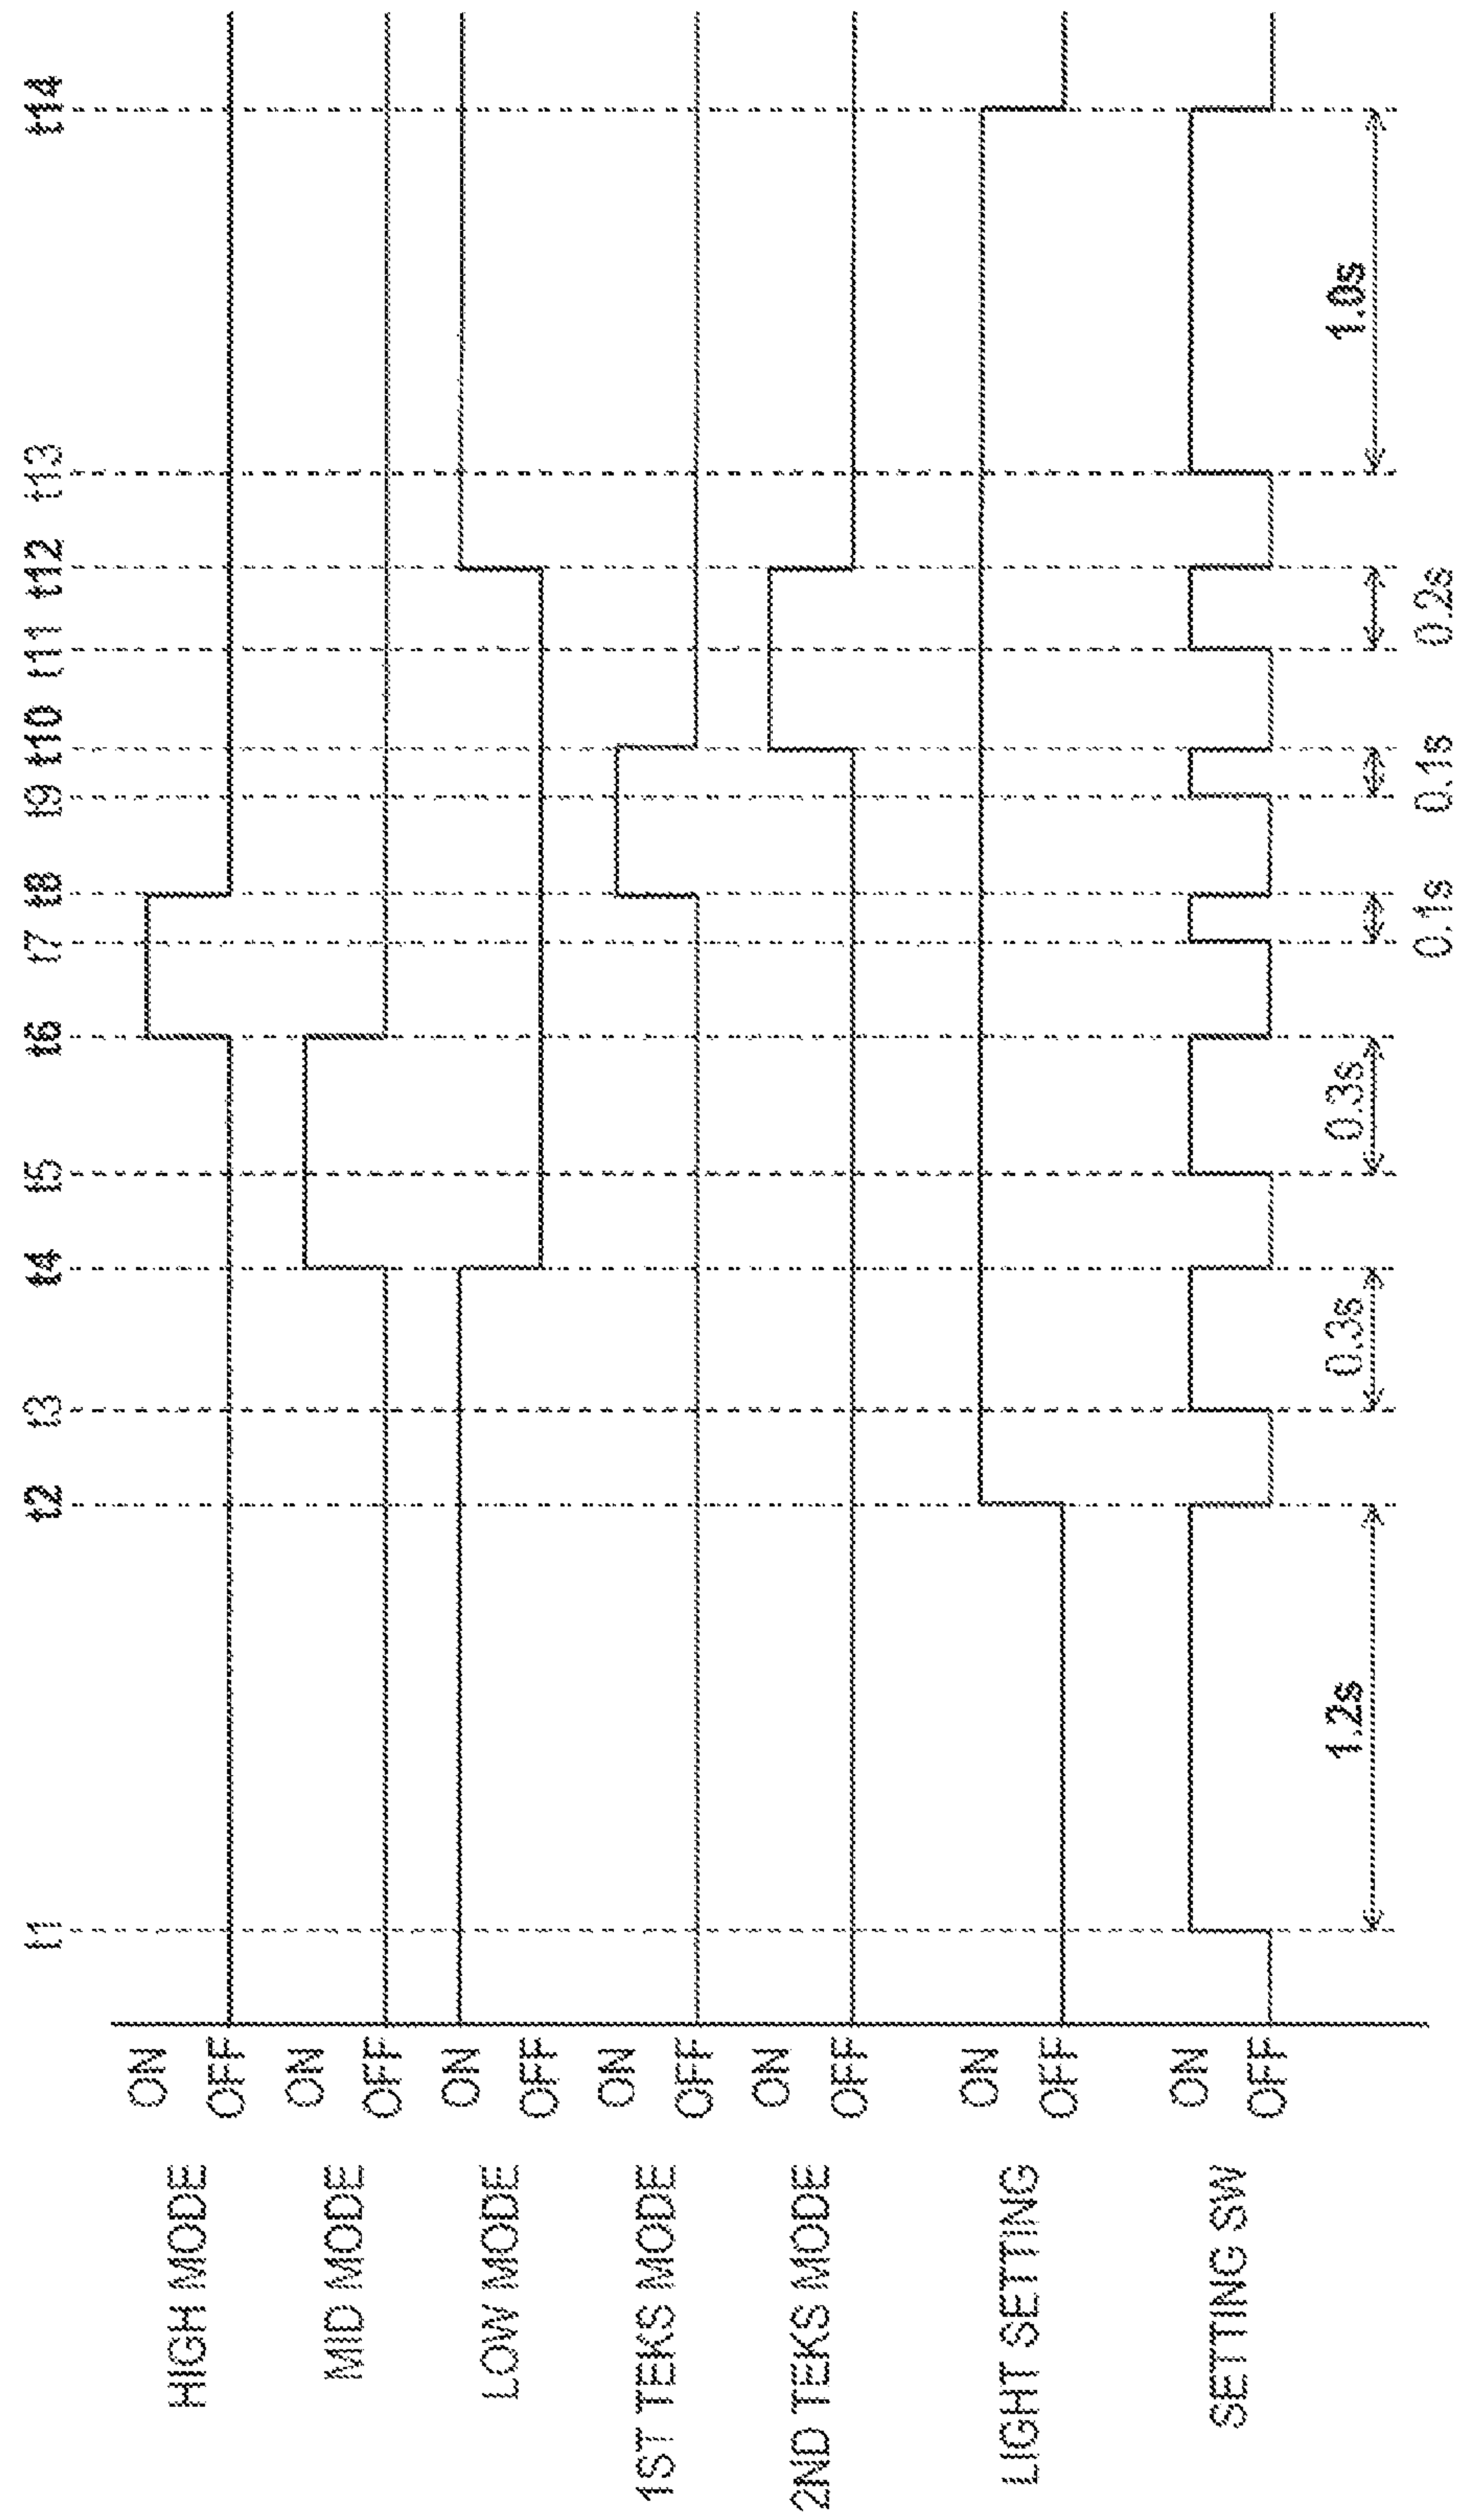 t1 t2 t3 t4 t5 t6 t7 t8 t9 t10 t11 t12 t13 t14
HIGH MODE
ON
OFF
MID MODE
ON
OFF
LOW MODE
ON
OFF
1ST TEKS MODE
ON
OFF
2ND TEKS MODE
ON
OFF
LIGHT SETTING
ON
OFF
SETTING SW
ON
OFF
1.2s 0.3s 0.3s 1.0s
0.1s 0.1s 0.2s